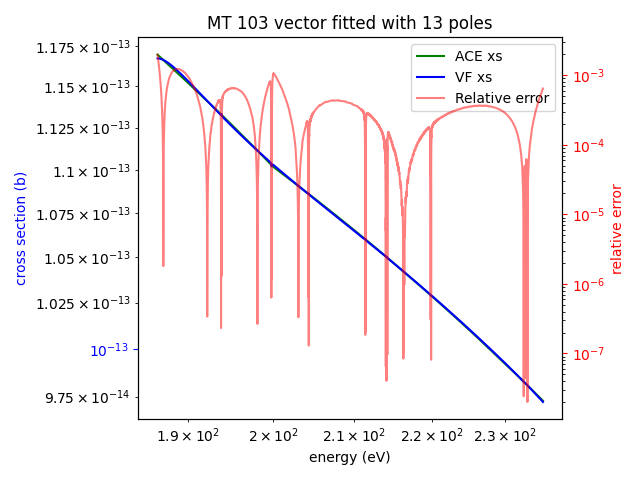 MT 103 vector fitted with 13 poles
ACE xs
VF xs
Relative error
cross section (b)
1.175 × 10⁻¹³
1.15 × 10⁻¹³
1.125 × 10⁻¹³
1.1 × 10⁻¹³
1.075 × 10⁻¹³
1.05 × 10⁻¹³
1.025 × 10⁻¹³
10⁻¹³
9.75 × 10⁻¹⁴
10⁻³
10⁻⁴
10⁻⁵
10⁻⁶
10⁻⁷
relative error
1.9 × 10² 2 × 10² 2.1 × 10² 2.2 × 10² 2.3 × 10²
energy (eV)